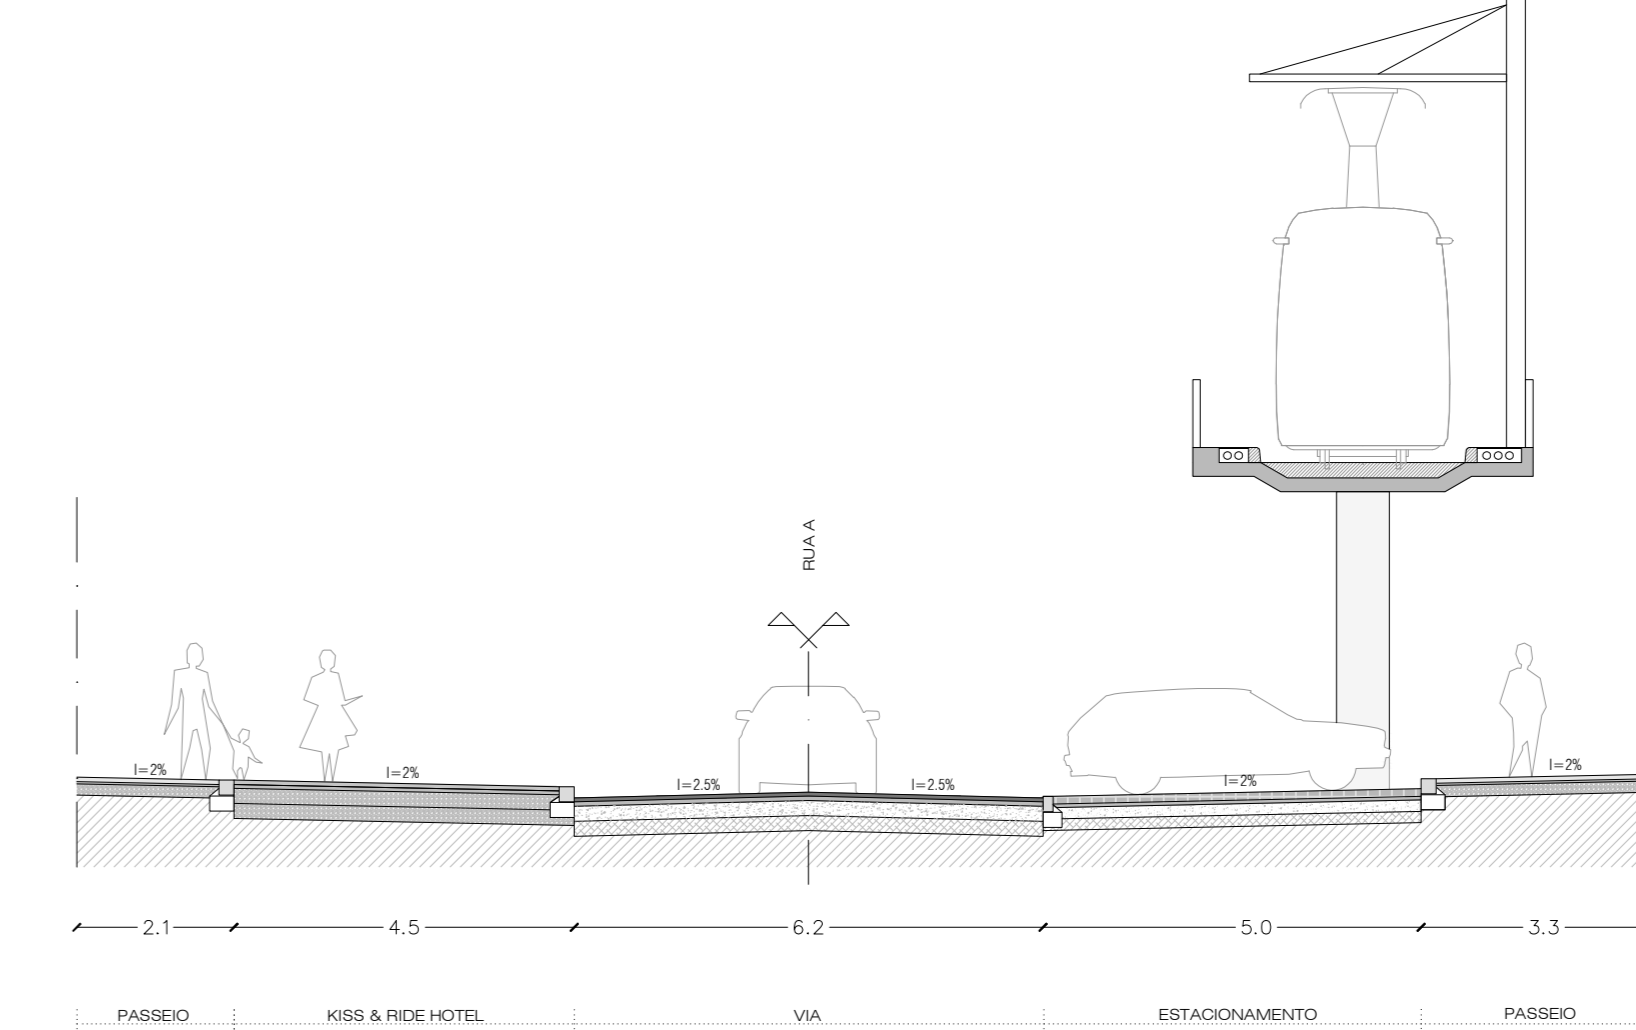 RUA A
I=2%
I=2%
I=2.5%
I=2.5%
I=2%
I=2%
2.1
4.5
6.2
5.0
3.3
PASSEIO
KISS & RIDE HOTEL
VIA
ESTACIONAMENTO
PASSEIO